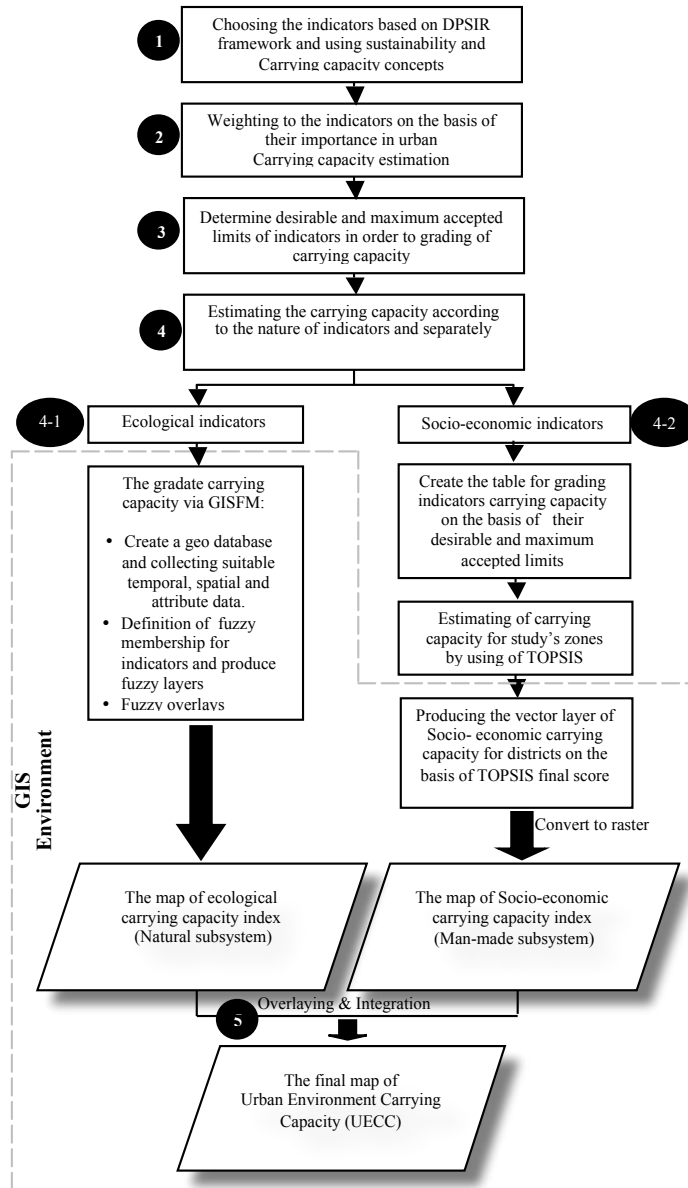 1
Choosing the indicators based on DPSIR
framework and using sustainability and
Carrying capacity concepts
2
Weighting to the indicators on the basis of
their importance in urban
Carrying capacity estimation
3
Determine desirable and maximum accepted
limits of indicators in order to grading of
carrying capacity
4
Estimating the carrying capacity according
to the nature of indicators and separately
4-1
Ecological indicators
Socio-economic indicators
4-2
The gradate carrying
capacity via GISFM:
• Create a geo database
and collecting suitable
temporal, spatial and
attribute data.
• Definition of fuzzy
membership for
indicators and produce
fuzzy layers
• Fuzzy overlays
Create the table for grading
indicators carrying capacity
on the basis of their
desirable and maximum
accepted limits
Estimating of carrying
capacity for study's zones
by using of TOPSIS
Producing the vector layer of
Socio- economic carrying
capacity for districts on the
basis of TOPSIS final score
GIS
Environment
Convert to raster
The map of ecological
carrying capacity index
(Natural subsystem)
The map of Socio-economic
carrying capacity index
(Man-made subsystem)
5
Overlaying & Integration
The final map of
Urban Environment Carrying
Capacity (UECC)